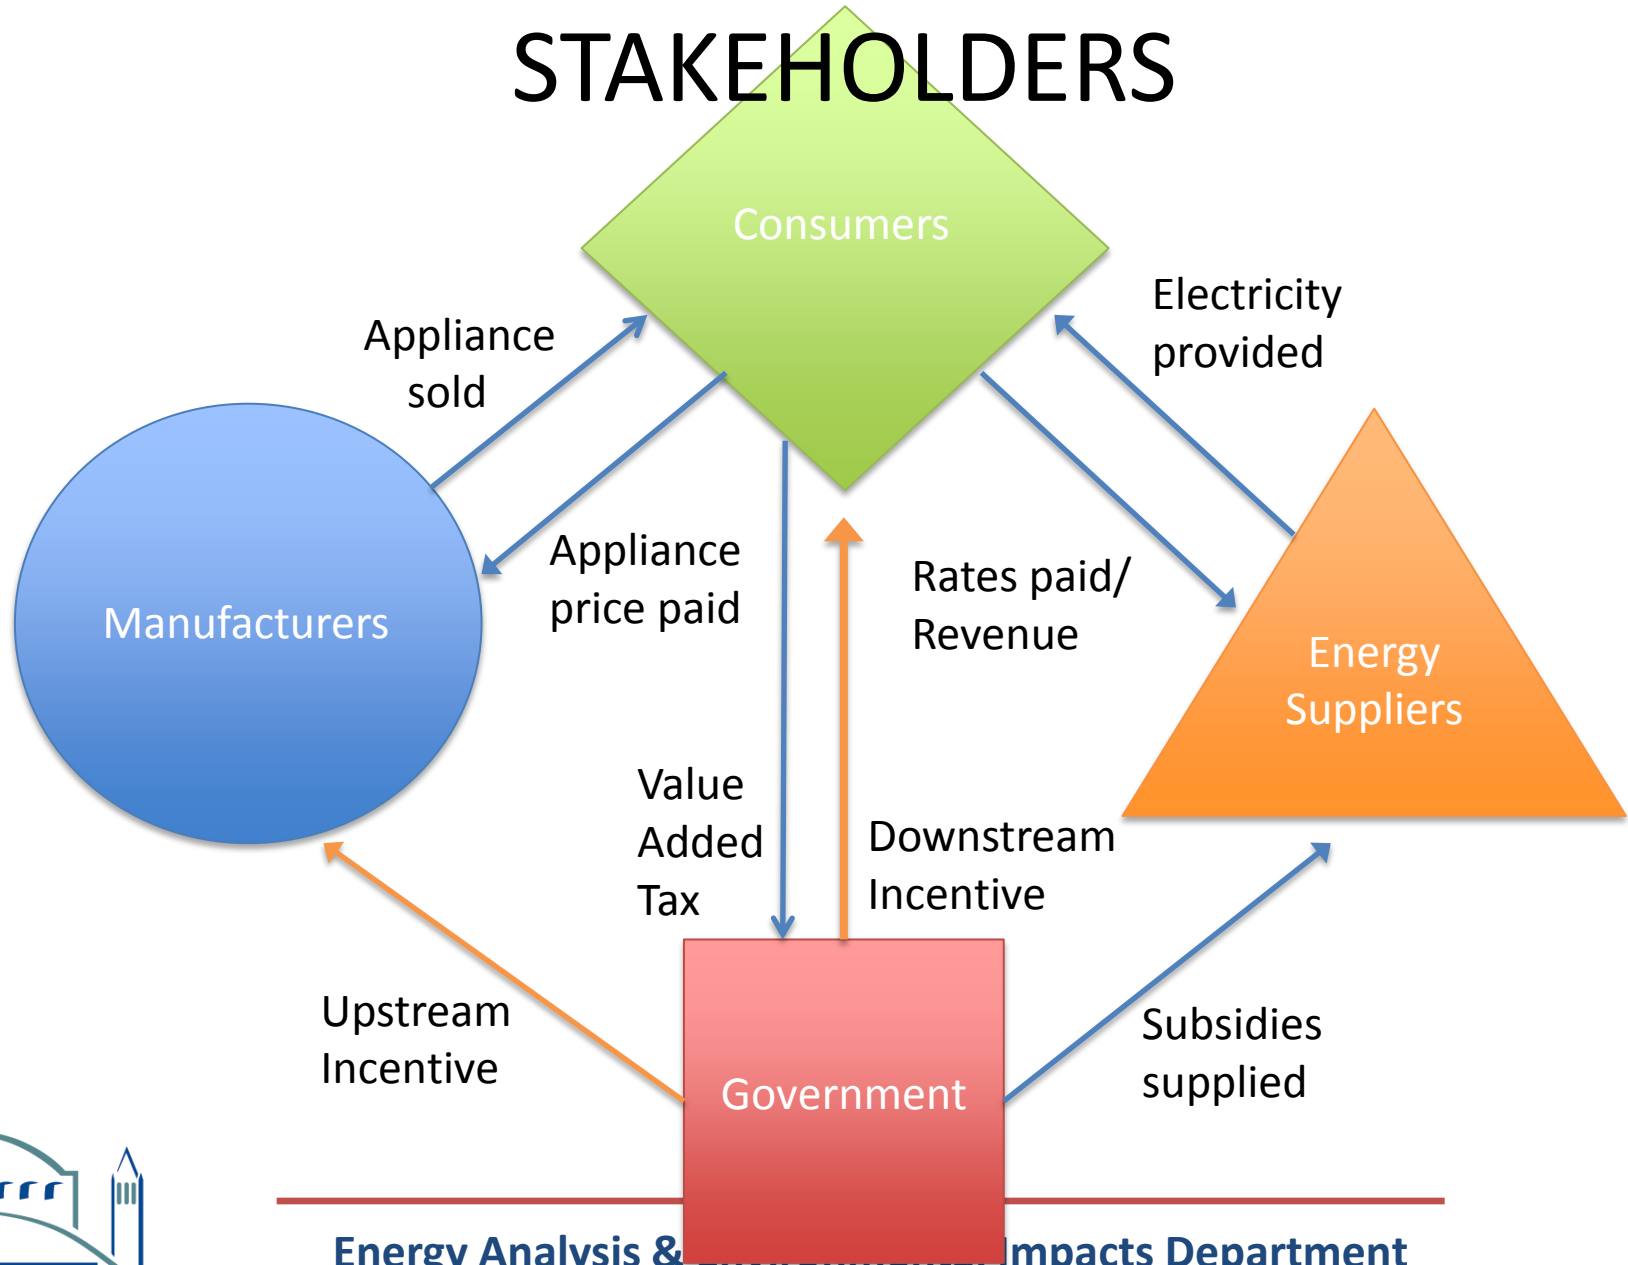 STAKEHOLDERS
Consumers
Electricity
provided
Appliance
sold
Appliance
price paid
Rates paid/
Revenue
Manufacturers
Energy
Suppliers
Value
Added
Tax
Downstream
Incentive
Upstream
Incentive
Government
Subsidies
supplied
Energy Analysis & Impacts Department